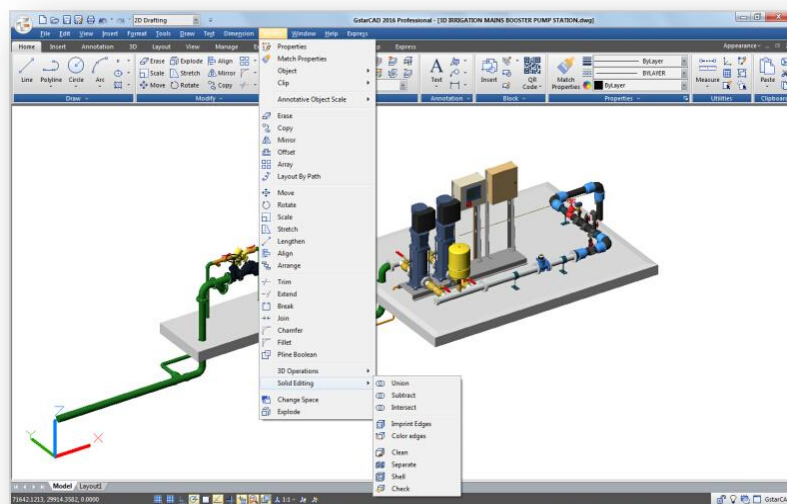 2D Drafting
GstarCAD 2016 Professional - [3D IRRIGATION MAINS BOOSTER PUMP STATION.dwg]
File Edit View Insert Format Tools Draw Text Dimension Window Help Express
Home Insert Annotation 3D Layout View Manage Express
Appearance
Line Polyline Circle Arc
Erase Explode Align
Scale Stretch Mirror
Move Rotate Copy
Text
Insert QR Code
Match Properties
ByLayer
BYLAYER
ByLayer
Measure
Paste
Draw Modify Annotation Block Properties Utilities Clipboard
Properties
Match Properties
Object
Clip
Annotative Object Scale
Erase
Copy
Mirror
Offset
Array
Layout By Path
Move
Rotate
Scale
Stretch
Lengthen
Align
Arrange
Trim
Extend
Break
Join
Chamfer
Fillet
Pline Boolean
3D Operations
Solid Editing
Change Space
Explode
Union
Subtract
Intersect
Imprint Edges
Color edges
Clean
Separate
Shell
Check
Z
Y
X
Model Layout1
71642.1213, 29914.3582, 0.0000
1:1
GstarCA